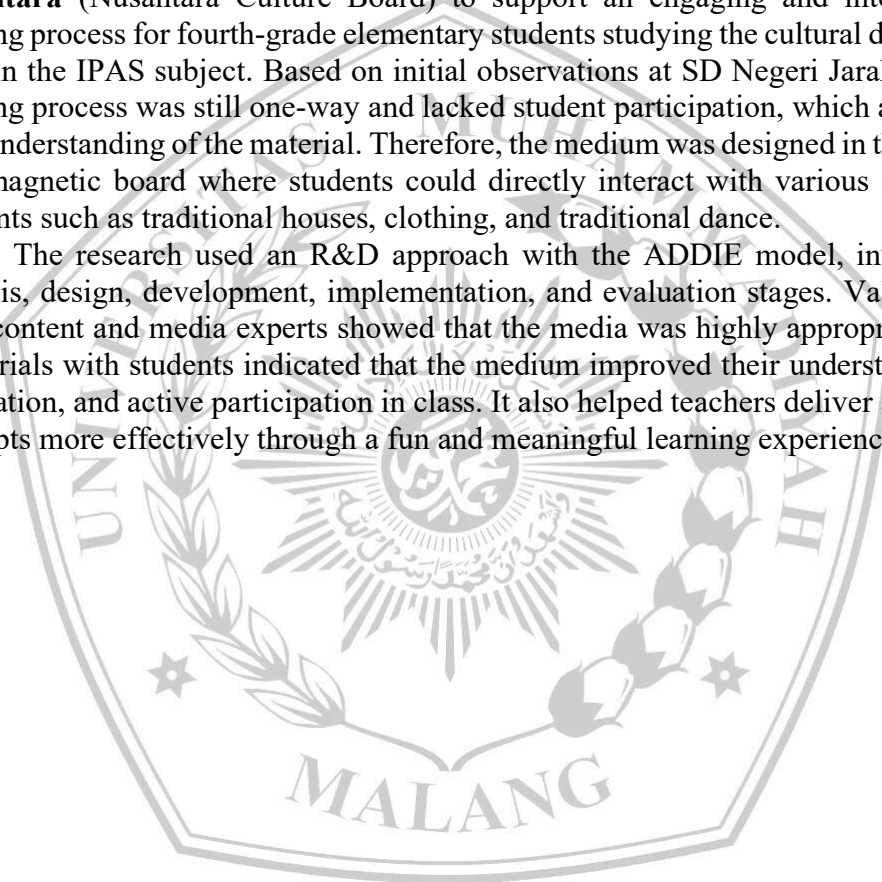 ntara (Nusantara Culture Board) to support an engaging and inte
ng process for fourth-grade elementary students studying the cultural d
in the IPAS subject. Based on initial observations at SD Negeri Jara
ng process was still one-way and lacked student participation, which a
nderstanding of the material. Therefore, the medium was designed in t
magnetic board where students could directly interact with various
nts such as traditional houses, clothing, and traditional dance.
The research used an R&D approach with the ADDIE model, in
is, design, development, implementation, and evaluation stages. Va
content and media experts showed that the media was highly appropr
rials with students indicated that the medium improved their underst
ation, and active participation in class. It also helped teachers deliver
pts more effectively through a fun and meaningful learning experienc
UNIVERSITAS MUHAMMADIYAH
MALANG